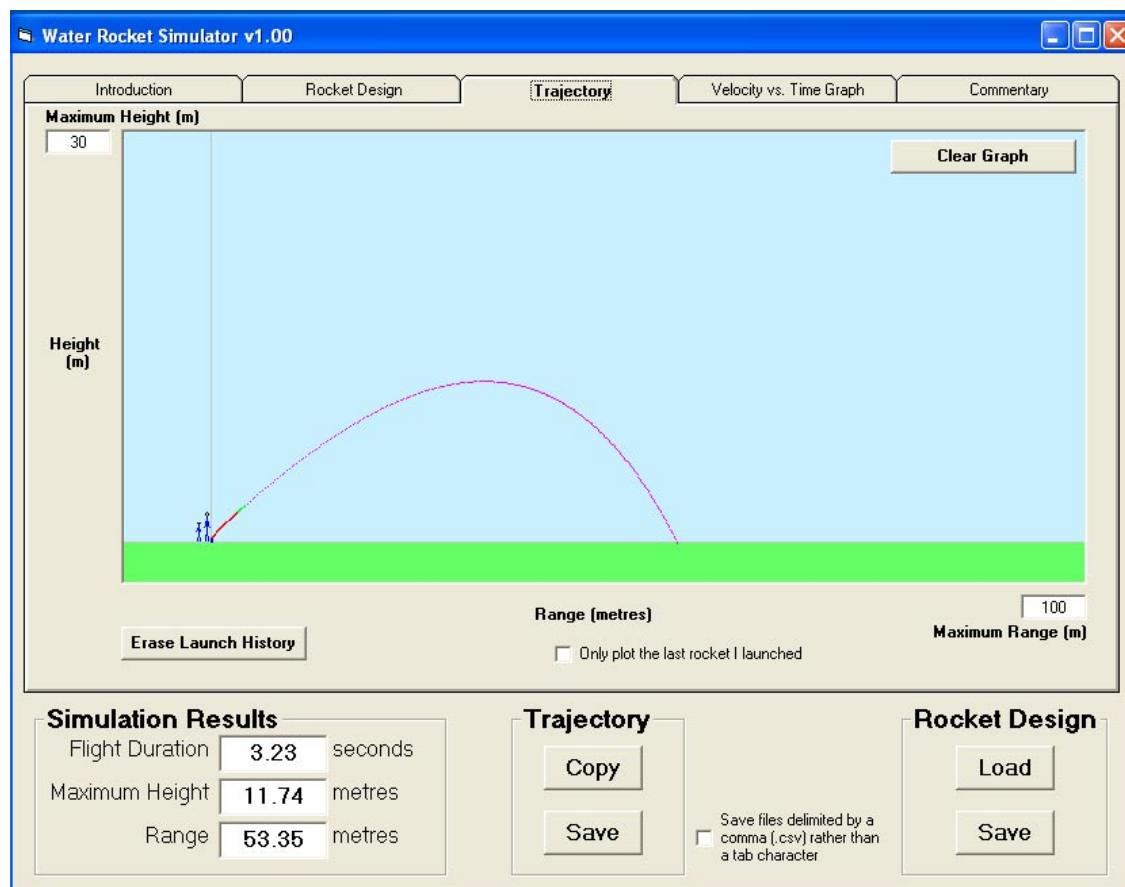 Water Rocket Simulator v1.00
Introduction
Rocket Design
Trajectory
Velocity vs. Time Graph
Commentary
Maximum Height (m)
30
Clear Graph
Height
(m)
Range (metres)
100
Maximum Range (m)
Erase Launch History
Only plot the last rocket I launched
Simulation Results
Flight Duration 3.23 seconds
Maximum Height 11.74 metres
Range 53.35 metres
Trajectory
Copy
Save
Save files delimited by a
comma (.csv) rather than
a tab character
Rocket Design
Load
Save